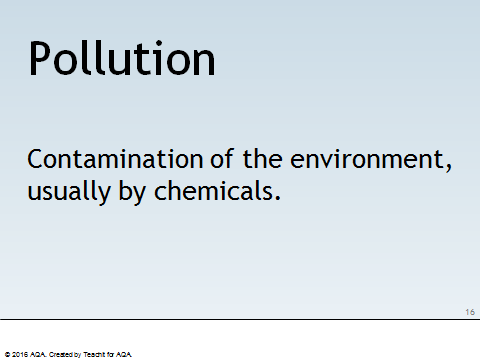 Pollution
Contamination of the environment,
usually by chemicals.
16
© 2016 AQA. Created by Teachit for AQA.